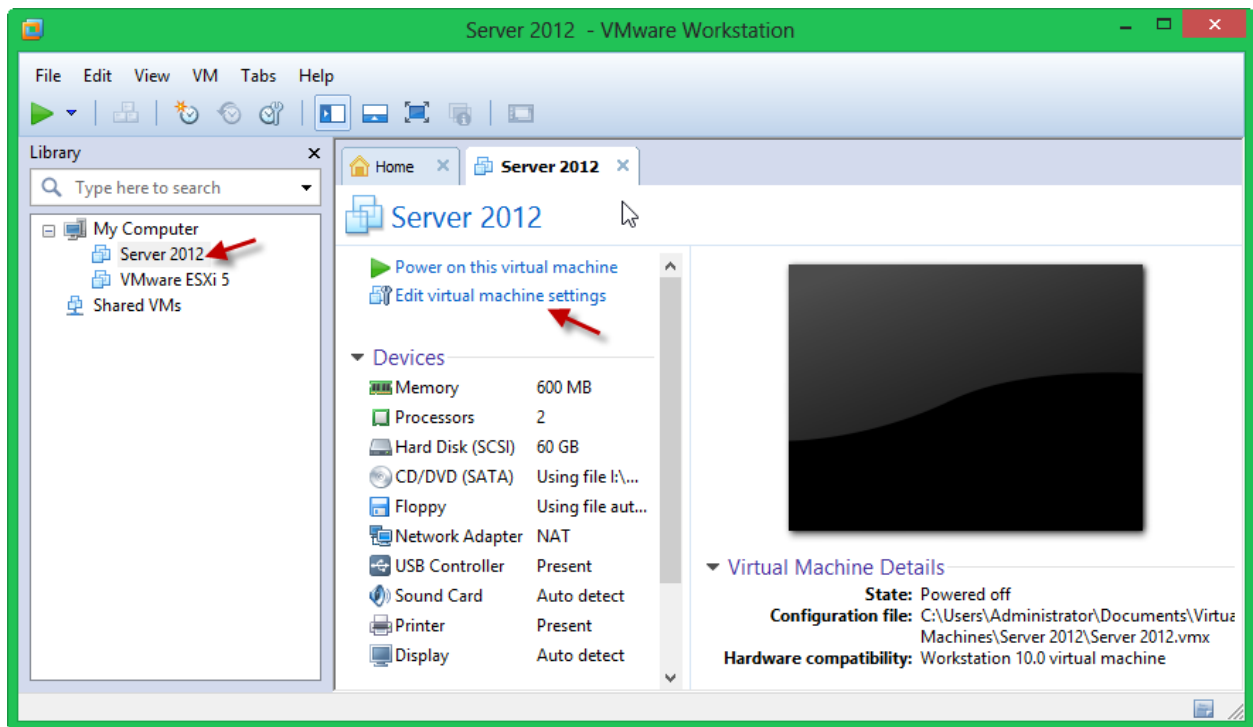 Server 2012 - VMware Workstation
File Edit View VM Tabs Help
Library
Type here to search
My Computer
Server 2012
VMware ESXi 5
Shared VMs
Home
Server 2012
Server 2012
Power on this virtual machine
Edit virtual machine settings
Devices
Memory 600 MB
Processors 2
Hard Disk (SCSI) 60 GB
CD/DVD (SATA) Using file I:\...
Floppy Using file aut...
Network Adapter NAT
USB Controller Present
Sound Card Auto detect
Printer Present
Display Auto detect
Virtual Machine Details
State: Powered off
Configuration file: C:\Users\Administrator\Documents\Virtua
Machines\Server 2012\Server 2012.vmx
Hardware compatibility: Workstation 10.0 virtual machine